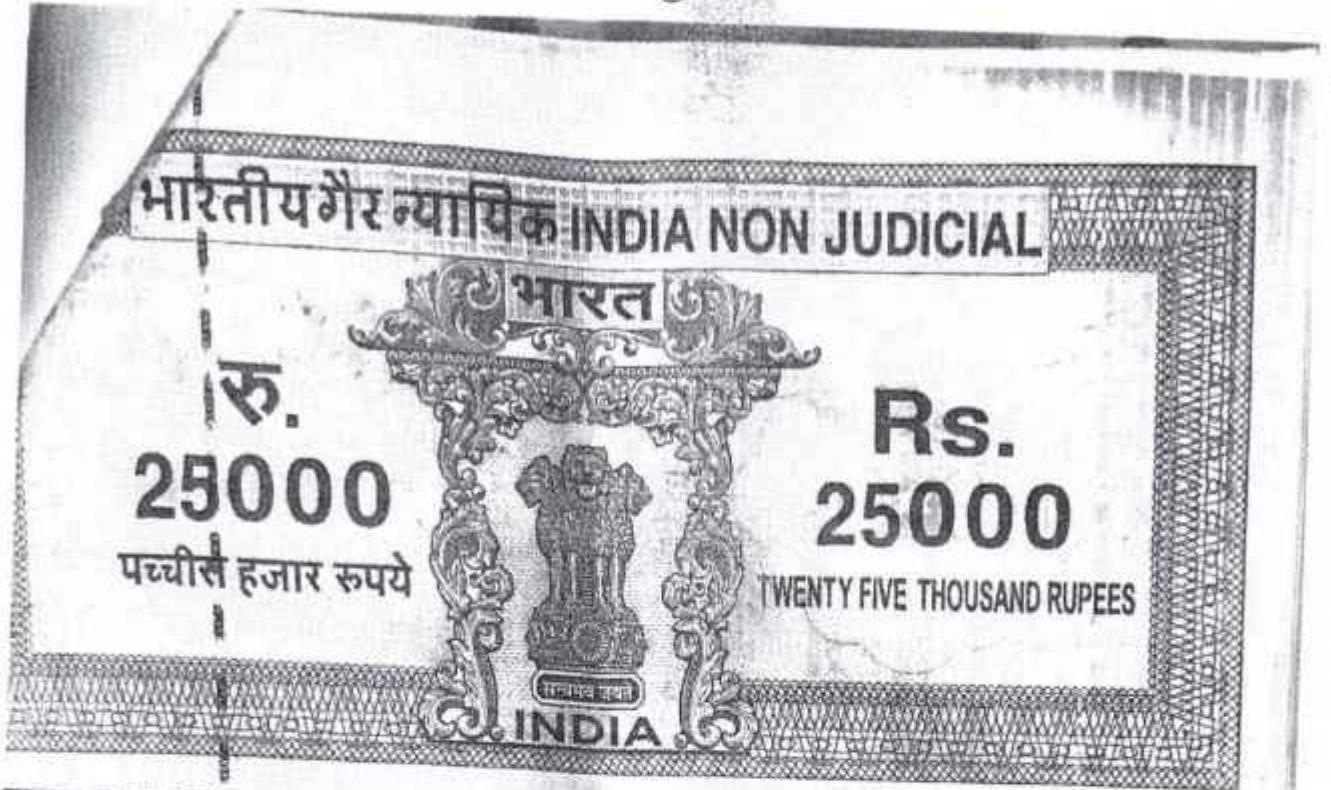 भारतीय गैर न्यायिक INDIA NON JUDICIAL
भारत
रु.
25000
पच्चीस हजार रुपये
Rs.
25000
TWENTY FIVE THOUSAND RUPEES
सत्यमेव जयते
INDIA